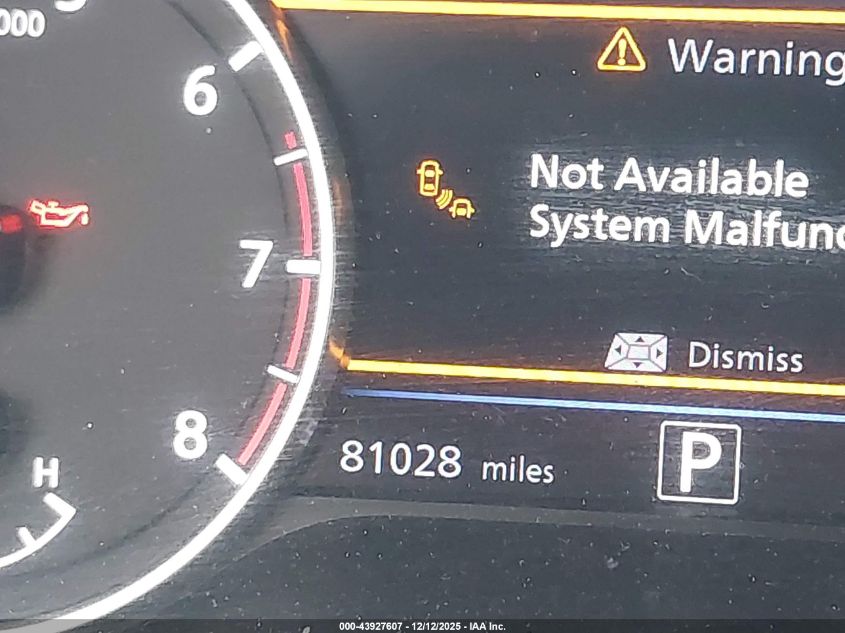 000
6
7
8
H
Warning
Not Available
System Malfunc
Dismiss
81028 miles
P
000-43927607 - 12/12/2025 - IAA Inc.